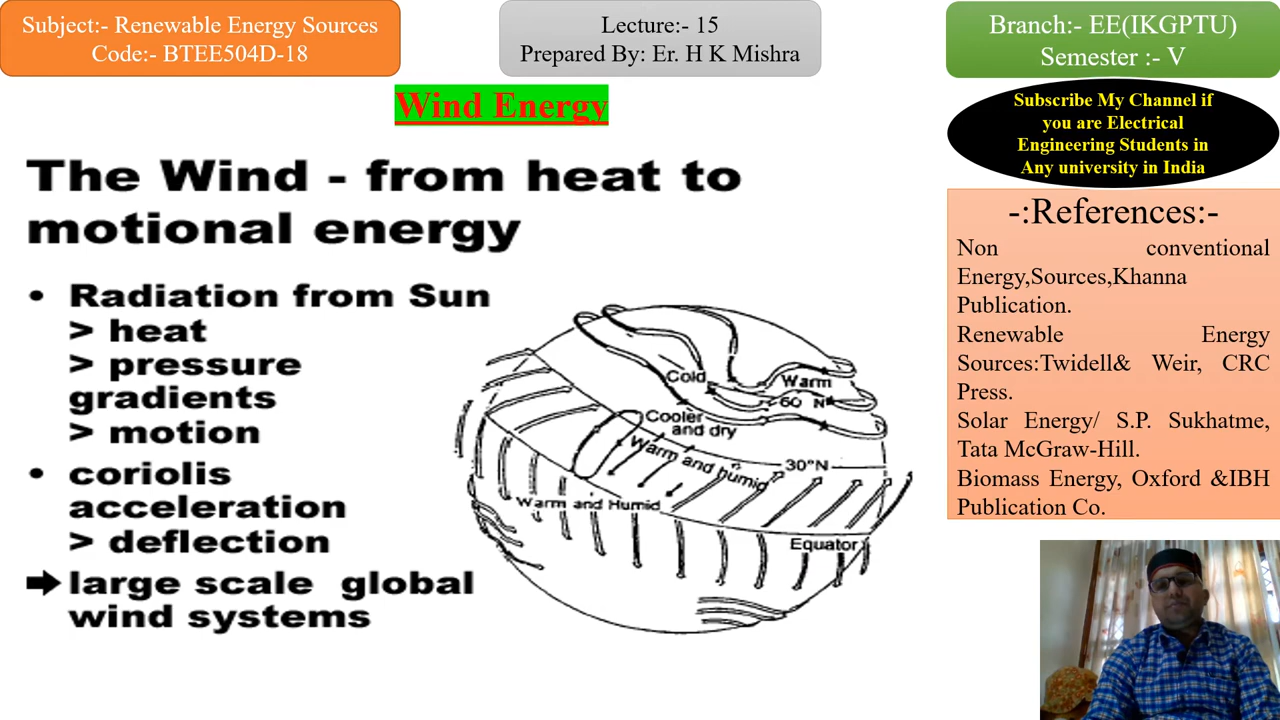 Subject:- Renewable Energy Sources
Code:- BTEE504D-18
Lecture:- 15
Prepared By: Er. H K Mishra
Branch:- EE(IKGPTU)
Semester :- V
Wind Energy
Subscribe My Channel if
you are Electrical
Engineering Students in
Any university in India
The Wind - from heat to
motional energy
• Radiation from Sun
> heat
> pressure
gradients
> motion
• coriolis
acceleration
> deflection
➡ large scale global
wind systems
Cold
Warm
60 N
Cooler
and dry
Warm and humid
30°N
Warm and Humid
Equator
-:References:-
Non conventional
Energy,Sources,Khanna
Publication.
Renewable Energy
Sources:Twidell& Weir, CRC
Press.
Solar Energy/ S.P. Sukhatme,
Tata McGraw-Hill.
Biomass Energy, Oxford &IBH
Publication Co.